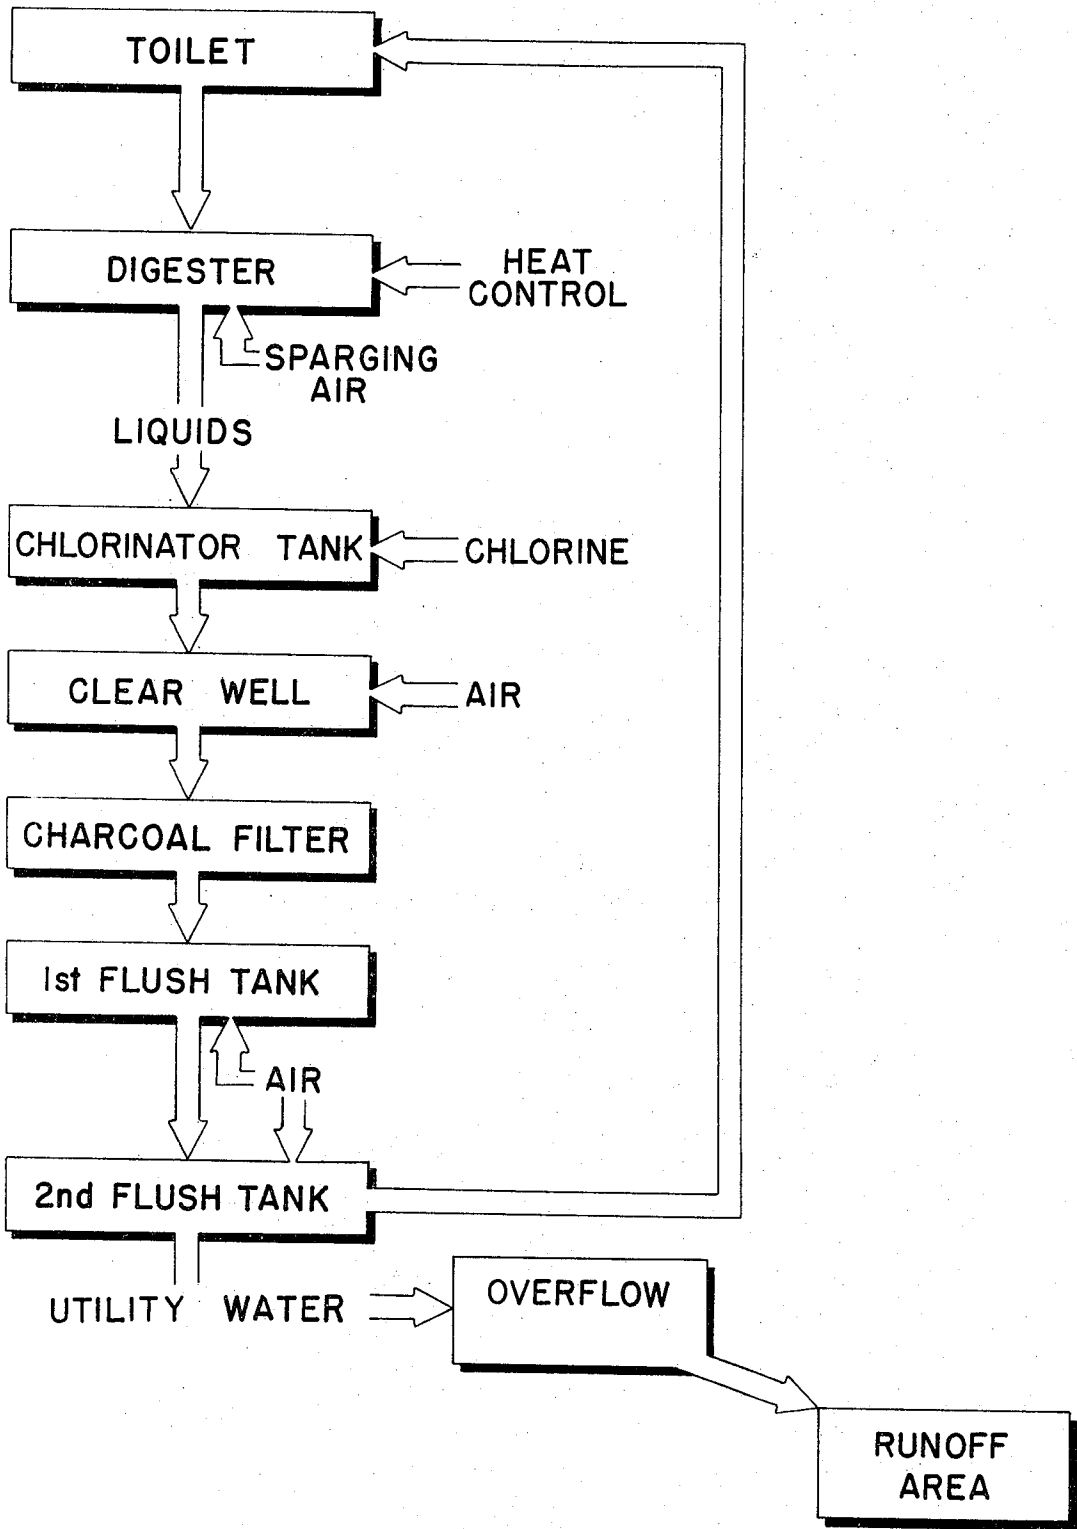 TOILET
DIGESTER
HEAT
CONTROL
SPARGING
AIR
LIQUIDS
CHLORINATOR TANK
CHLORINE
CLEAR WELL
AIR
CHARCOAL FILTER
1st FLUSH TANK
AIR
2nd FLUSH TANK
UTILITY WATER
OVERFLOW
RUNOFF
AREA